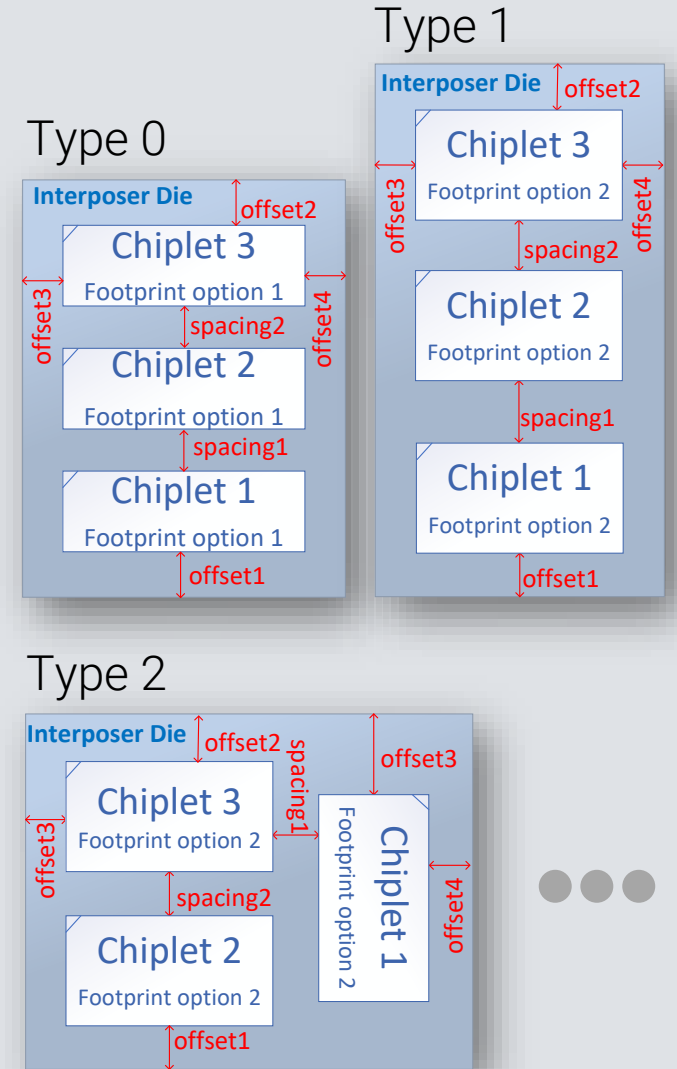 Type 1
Interposer Die
offset2
Chiplet 3
Footprint option 2
offset3
offset4
spacing2
Chiplet 2
Footprint option 2
spacing1
Chiplet 1
Footprint option 2
offset1
Type 0
Interposer Die
offset2
Chiplet 3
Footprint option 1
offset3
offset4
spacing2
Chiplet 2
Footprint option 1
spacing1
Chiplet 1
Footprint option 1
offset1
Type 2
Interposer Die
offset2
spacing1
offset3
Chiplet 3
Footprint option 2
offset3
Chiplet 1
Footprint option 2
offset4
spacing2
Chiplet 2
Footprint option 2
offset1